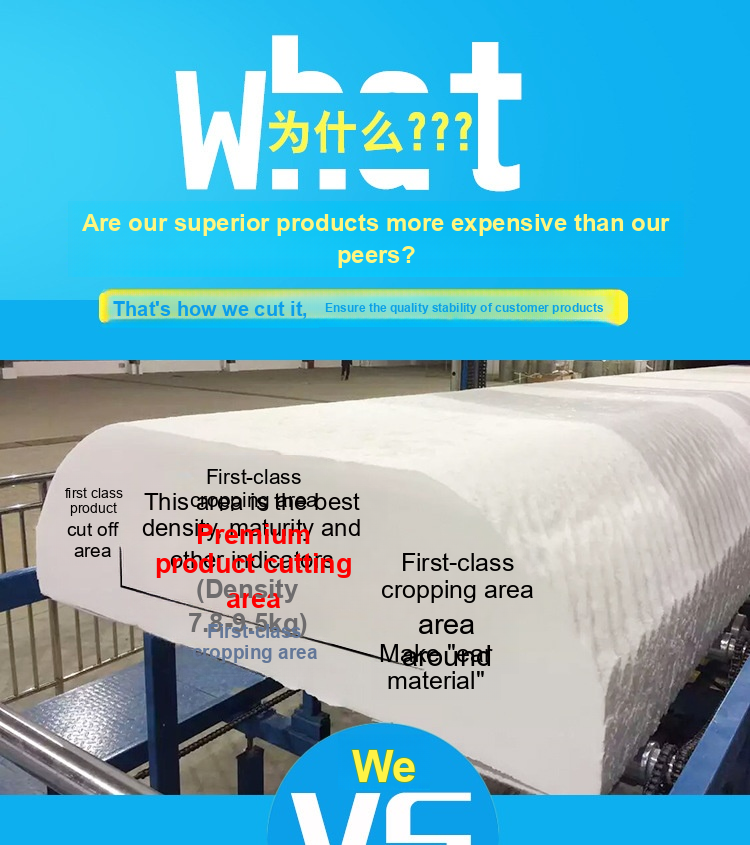 what
为什么???
Are our superior products more expensive than our
peers?
That's how we cut it,
Ensure the quality stability of customer products
first class
product
cut off
area
First-class
cropping area
This area is the best
density, maturity and
other indicators
Premium
product cutting
area
(Density
7.8-9.5kg)
First-class
cropping area
First-class
cropping area
area
around
Make "ear
material"
We
VS